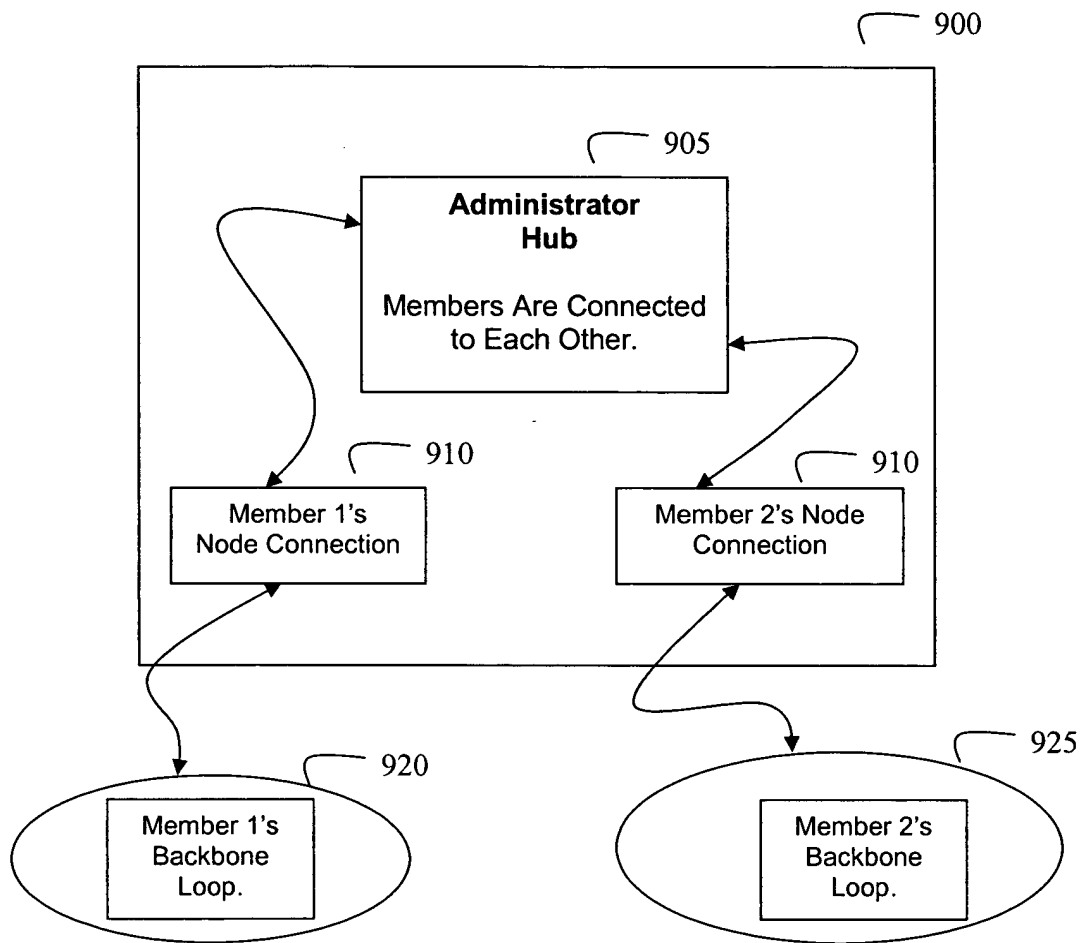 900
905
Administrator
Hub
Members Are Connected
to Each Other.
910
910
Member 1's
Node Connection
Member 2's Node
Connection
920
925
Member 1's
Backbone
Loop.
Member 2's
Backbone
Loop.